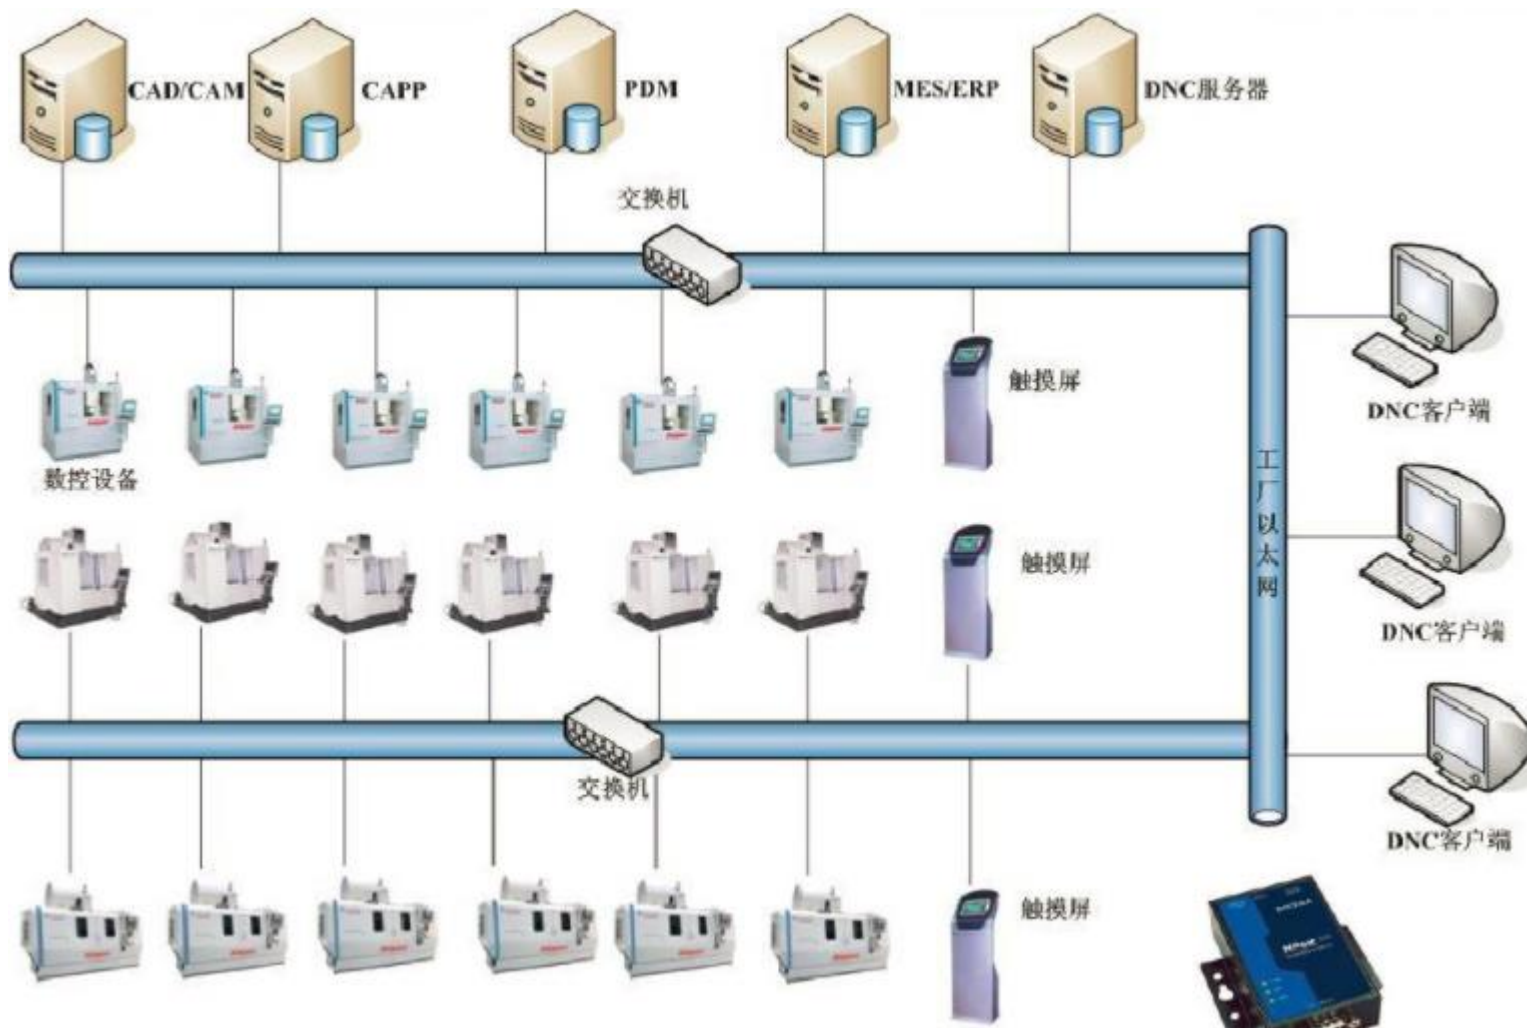 CAD/CAM
CAPP
PDM
MES/ERP
DNC服务器
交换机
触摸屏
DNC客户端
数控设备
工厂以太网
触摸屏
DNC客户端
交换机
DNC客户端
触摸屏